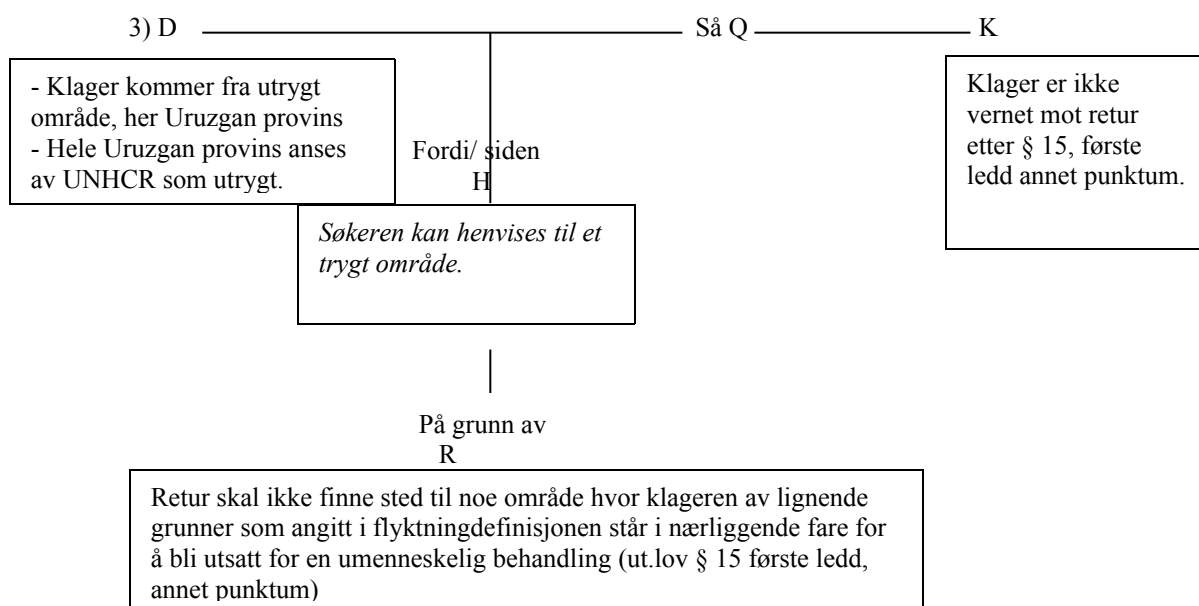 3) D
Så Q
K
- Klager kommer fra utrygt
område, her Uruzgan provins
- Hele Uruzgan provins anses
av UNHCR som utrygt.
Fordi/ siden
H
Klager er ikke
vernet mot retur
etter § 15, første
ledd annet punktum.
Søkeren kan henvises til et
trygt område.
På grunn av
R
Retur skal ikke finne sted til noe område hvor klageren av lignende
grunner som angitt i flyktningdefinisjonen står i nærliggende fare for
å bli utsatt for en umenneskelig behandling (ut.lov § 15 første ledd,
annet punktum)